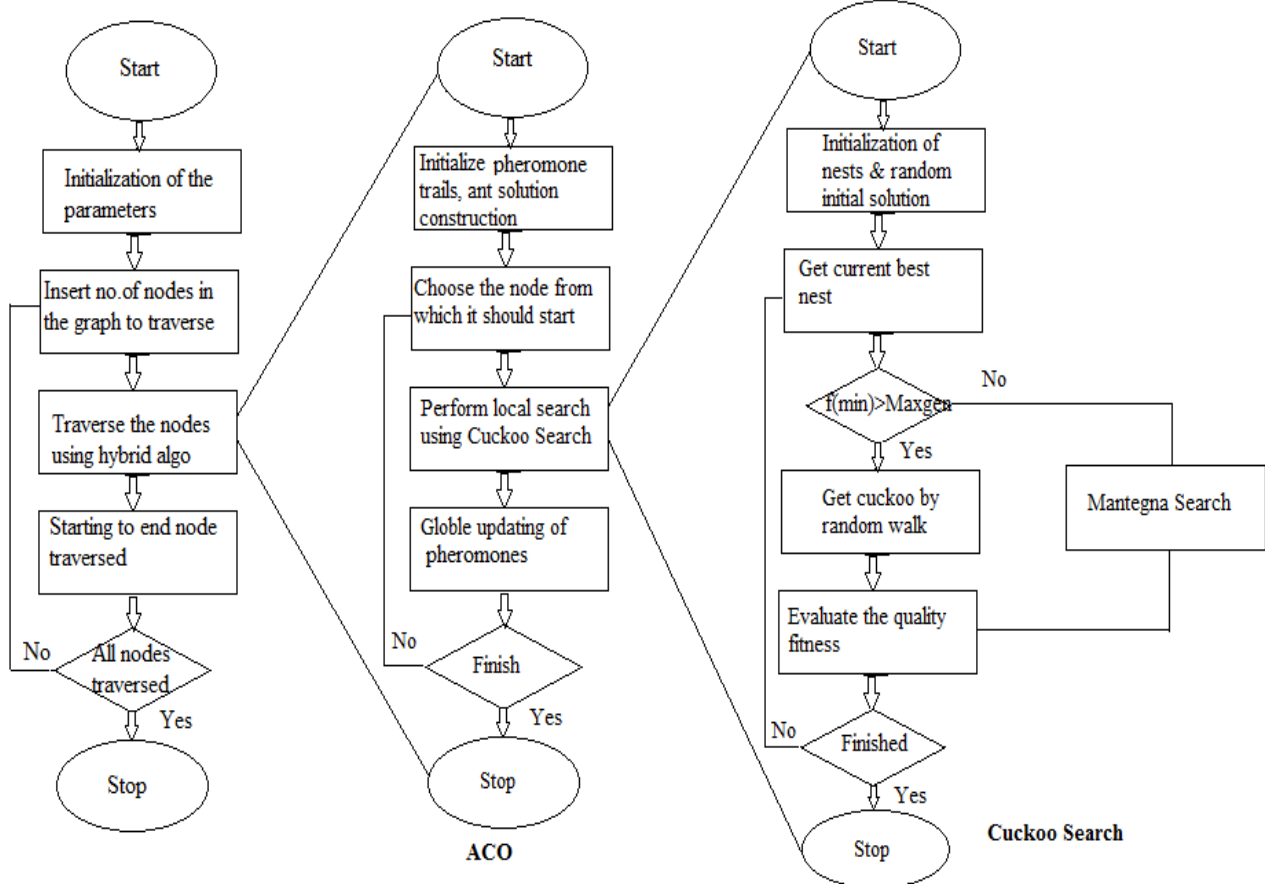 Start
Initialization of the
parameters
Insert no.of nodes in
the graph to traverse
Traverse the nodes
using hybrid algo
Starting to end node
traversed
No
All nodes
traversed
Yes
Stop
Start
Initialize pheromone
trails, ant solution
construction
Choose the node from
which it should start
Perform local search
using Cuckoo Search
Globle updating of
pheromones
No
Finish
Yes
Stop
ACO
Start
Initialization of
nests & random
initial solution
Get current best
nest
No
f(min)>Maxgen
Yes
Get cuckoo by
random walk
Mantegna Search
Evaluate the quality
fitness
No
Finished
Yes
Stop
Cuckoo Search